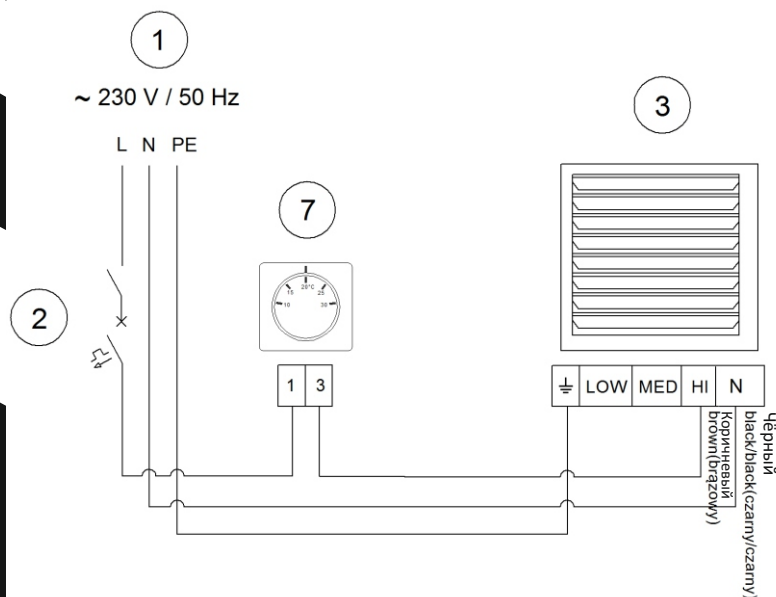 1
~ 230 V / 50 Hz
L N PE
3
7
2
10 15 20°C 25 30
1 3
LOW MED HI N
Коричневый
brown(brązowy)
Чёрный
black/black(czarny/czarny)